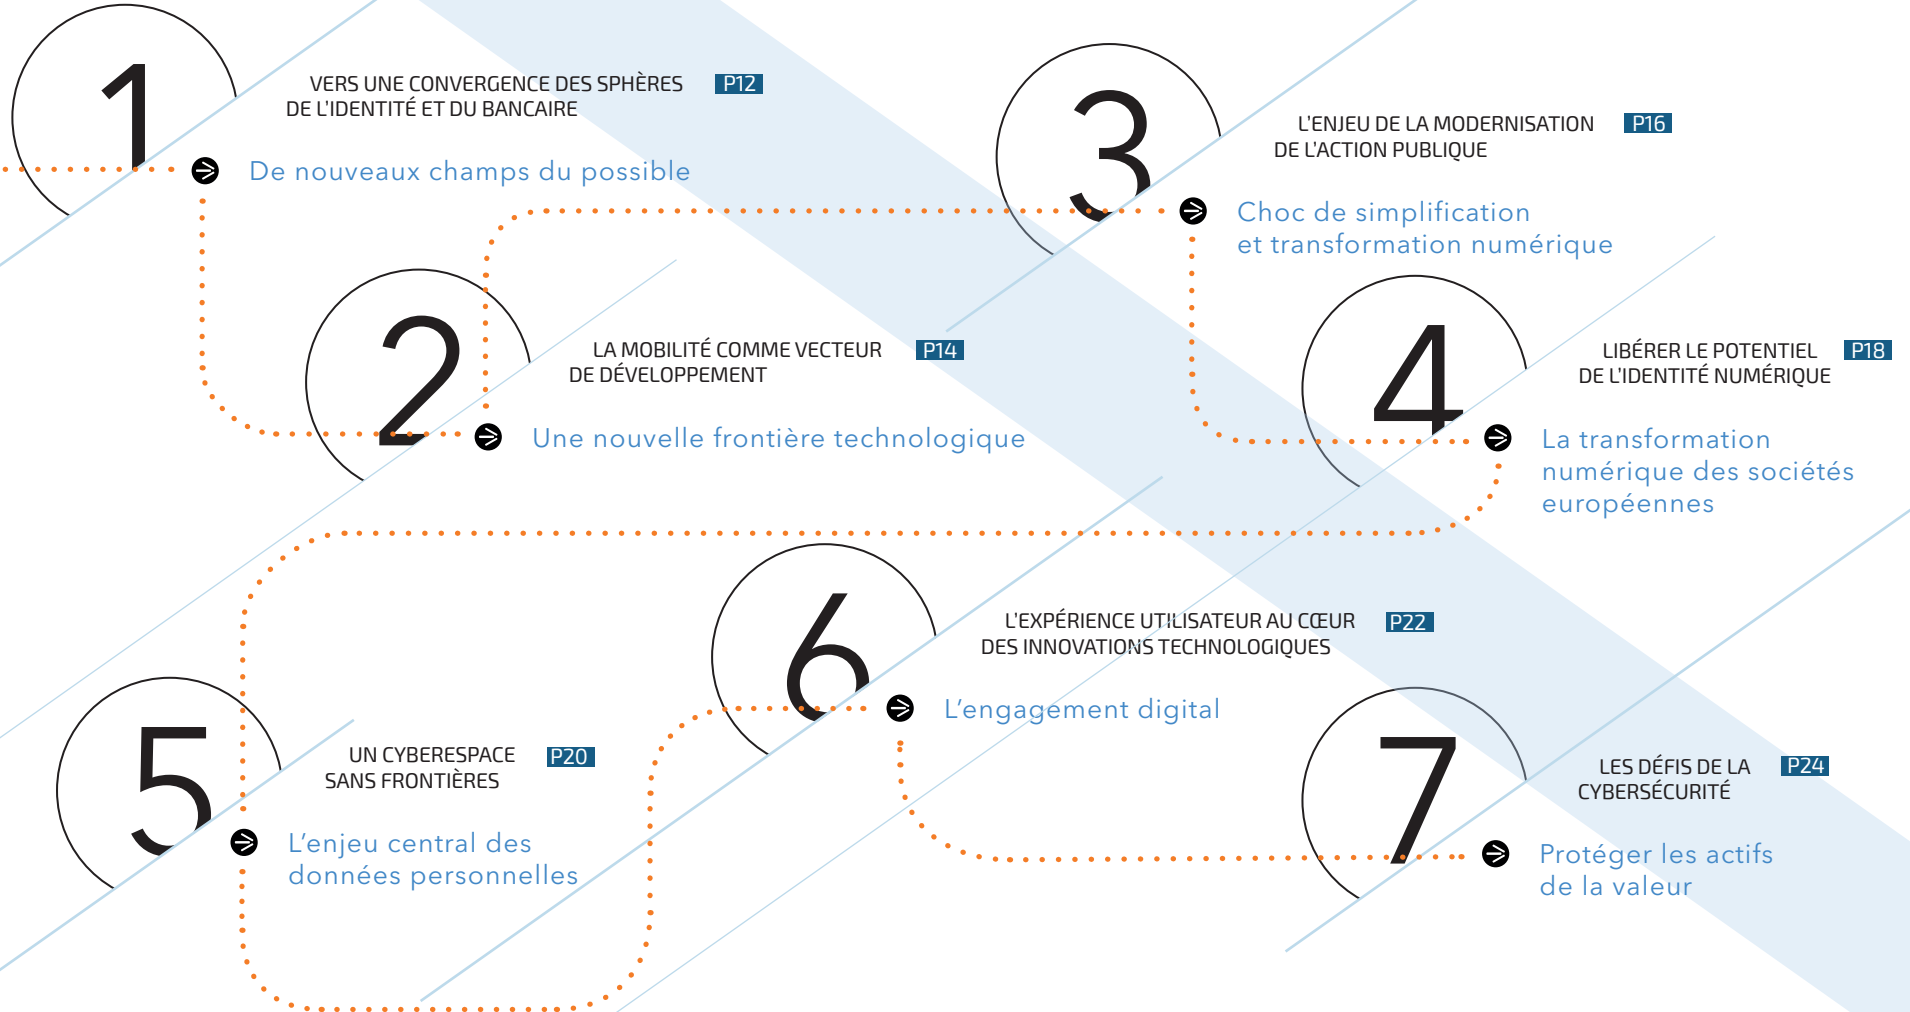 1
VERS UNE CONVERGENCE DES SPHÈRES P12
DE L'IDENTITÉ ET DU BANCAIRE
De nouveaux champs du possible
2
LA MOBILITÉ COMME VECTEUR P14
DE DÉVELOPPEMENT
Une nouvelle frontière technologique
3
L'ENJEU DE LA MODERNISATION P16
DE L'ACTION PUBLIQUE
Choc de simplification
et transformation numérique
4
LIBÉRER LE POTENTIEL P18
DE L'IDENTITÉ NUMÉRIQUE
La transformation
numérique des sociétés
européennes
5
UN CYBERESPACE P20
SANS FRONTIÈRES
L'enjeu central des
données personnelles
6
L'EXPÉRIENCE UTILISATEUR AU CŒUR P22
DES INNOVATIONS TECHNOLOGIQUES
L'engagement digital
7
LES DÉFIS DE LA P24
CYBERSÉCURITÉ
Protéger les actifs
de la valeur